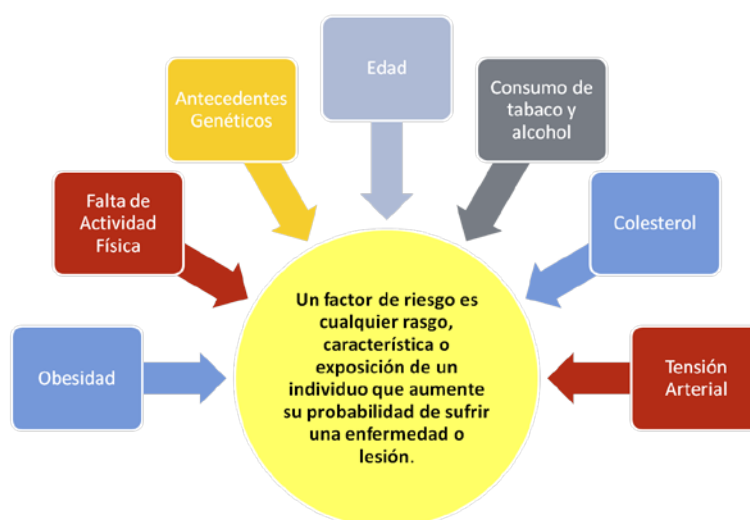 Edad
Antecedentes
Genéticos
Consumo de
tabaco y
alcohol
Falta de
Actividad
Física
Colesterol
Obesidad
Un factor de riesgo es
cualquier rasgo,
característica o
exposición de un
individuo que aumente
su probabilidad de sufrir
una enfermedad o
lesión.
Tensión
Arterial